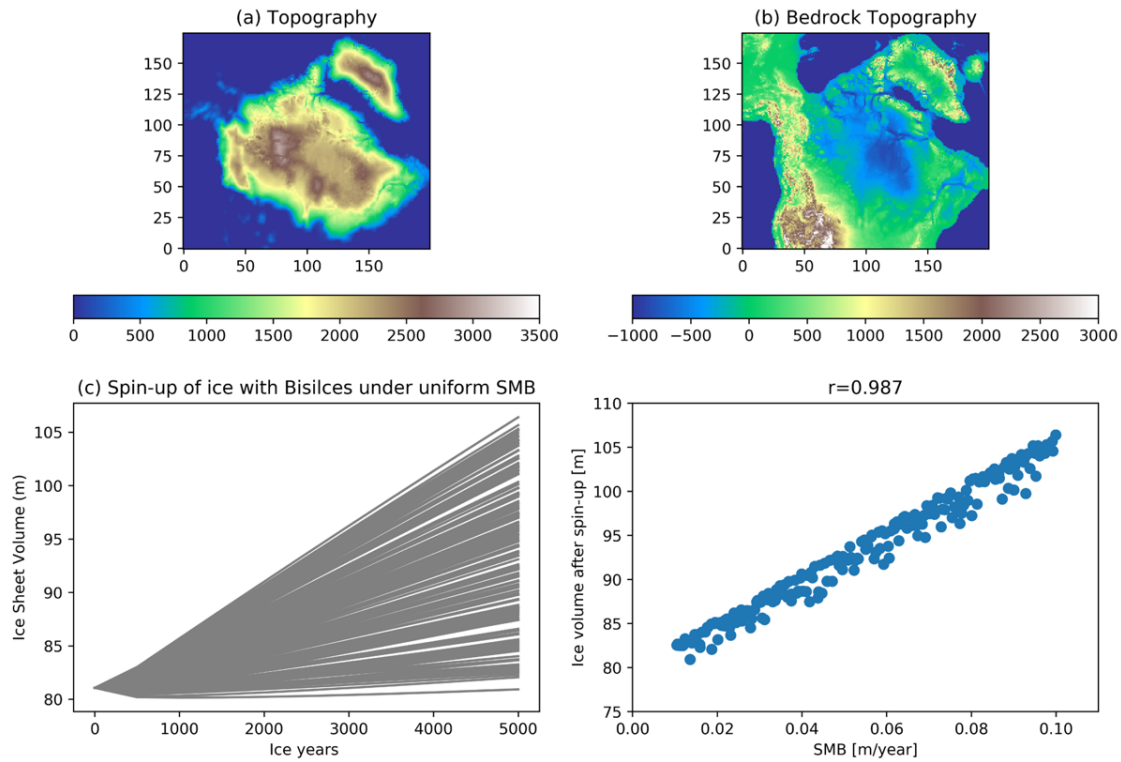 (a) Topography
150
125
100
75
50
25
0
0 50 100 150
0 500 1000 1500 2000 2500 3000 3500
(b) Bedrock Topography
150
125
100
75
50
25
0
0 50 100 150
−1000 −500 0 500 1000 1500 2000 2500 3000
(c) Spin-up of ice with Bisilces under uniform SMB
Ice Sheet Volume (m)
105
100
95
90
85
80
0 1000 2000 3000 4000 5000
Ice years
r=0.987
Ice volume after spin-up [m]
110
105
100
95
90
85
80
75
0.00 0.02 0.04 0.06 0.08 0.10
SMB [m/year]